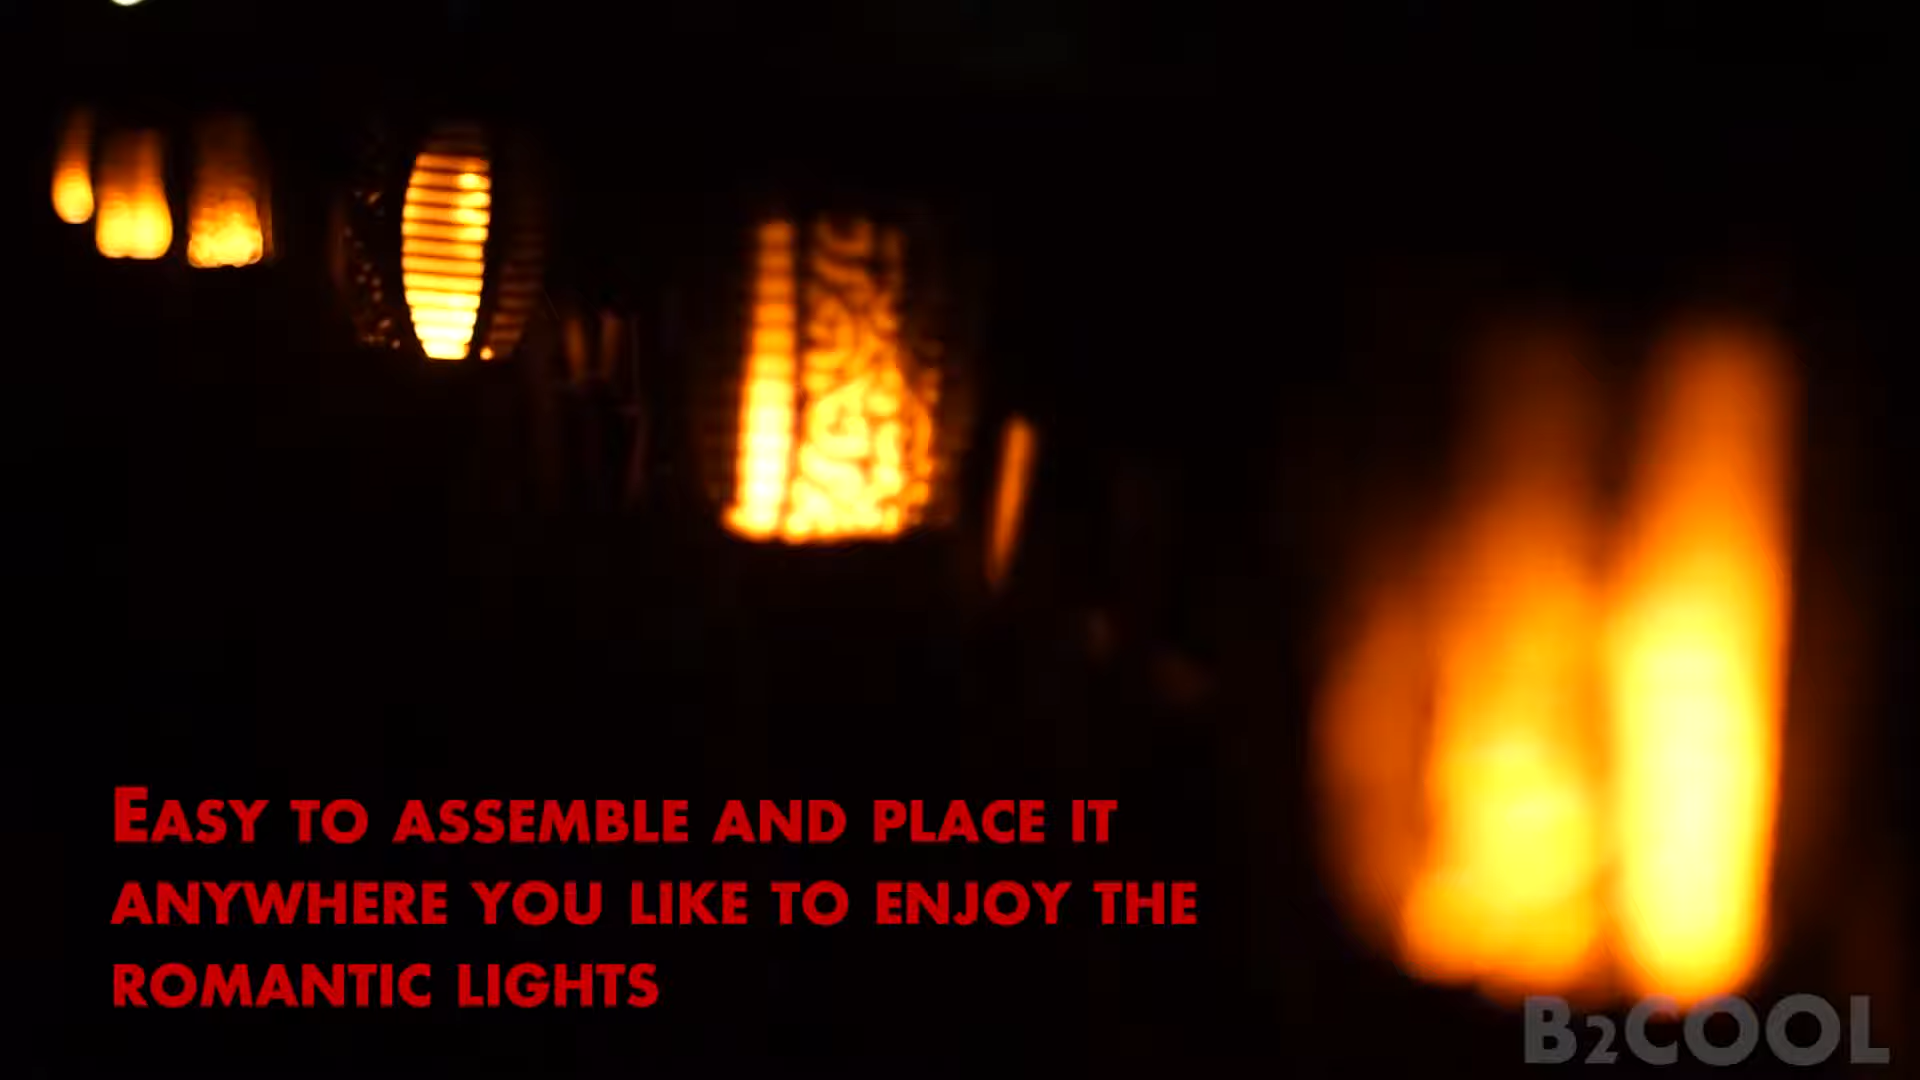 Easy to assemble and place it
anywhere you like to enjoy the
romantic lights
B2COOL